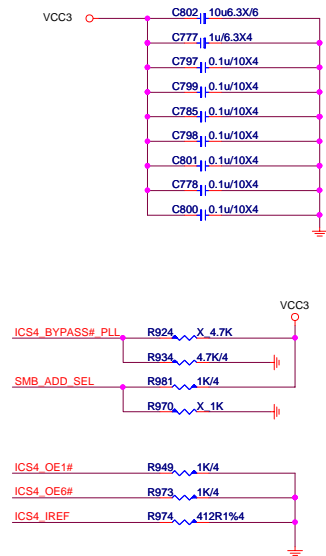 VCC3
C802 10u6.3X/6
C777 1u/6.3X4
C797 0.1u/10X4
C799 0.1u/10X4
C785 0.1u/10X4
C798 0.1u/10X4
C801 0.1u/10X4
C778 0.1u/10X4
C800 0.1u/10X4
VCC3
ICS4_BYPASS#_PLL R924 X_4.7K
R934 4.7K/4
SMB_ADD_SEL R981 1K/4
R970 X_1K
ICS4_OE1# R949 1K/4
ICS4_OE6# R973 1K/4
ICS4_IREF R974 412R1%4